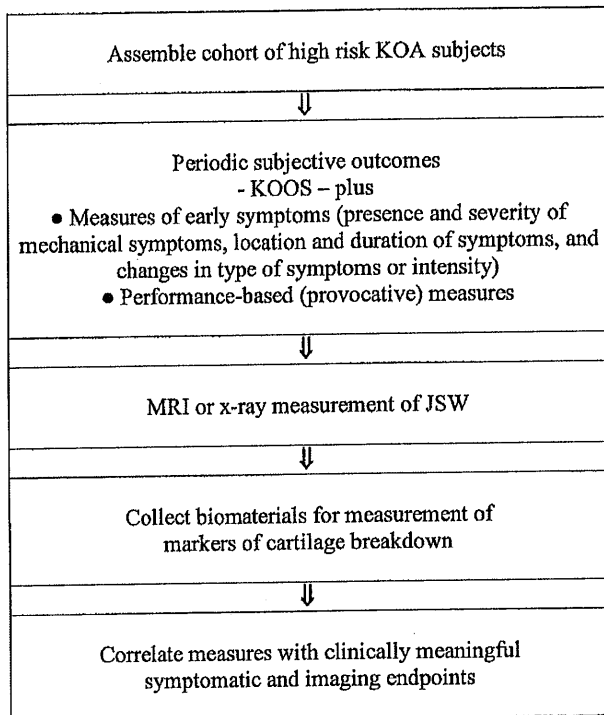 Assemble cohort of high risk KOA subjects
⇓
Periodic subjective outcomes
- KOOS – plus
● Measures of early symptoms (presence and severity of
mechanical symptoms, location and duration of symptoms, and
changes in type of symptoms or intensity)
● Performance-based (provocative) measures
⇓
MRI or x-ray measurement of JSW
⇓
Collect biomaterials for measurement of
markers of cartilage breakdown
⇓
Correlate measures with clinically meaningful
symptomatic and imaging endpoints